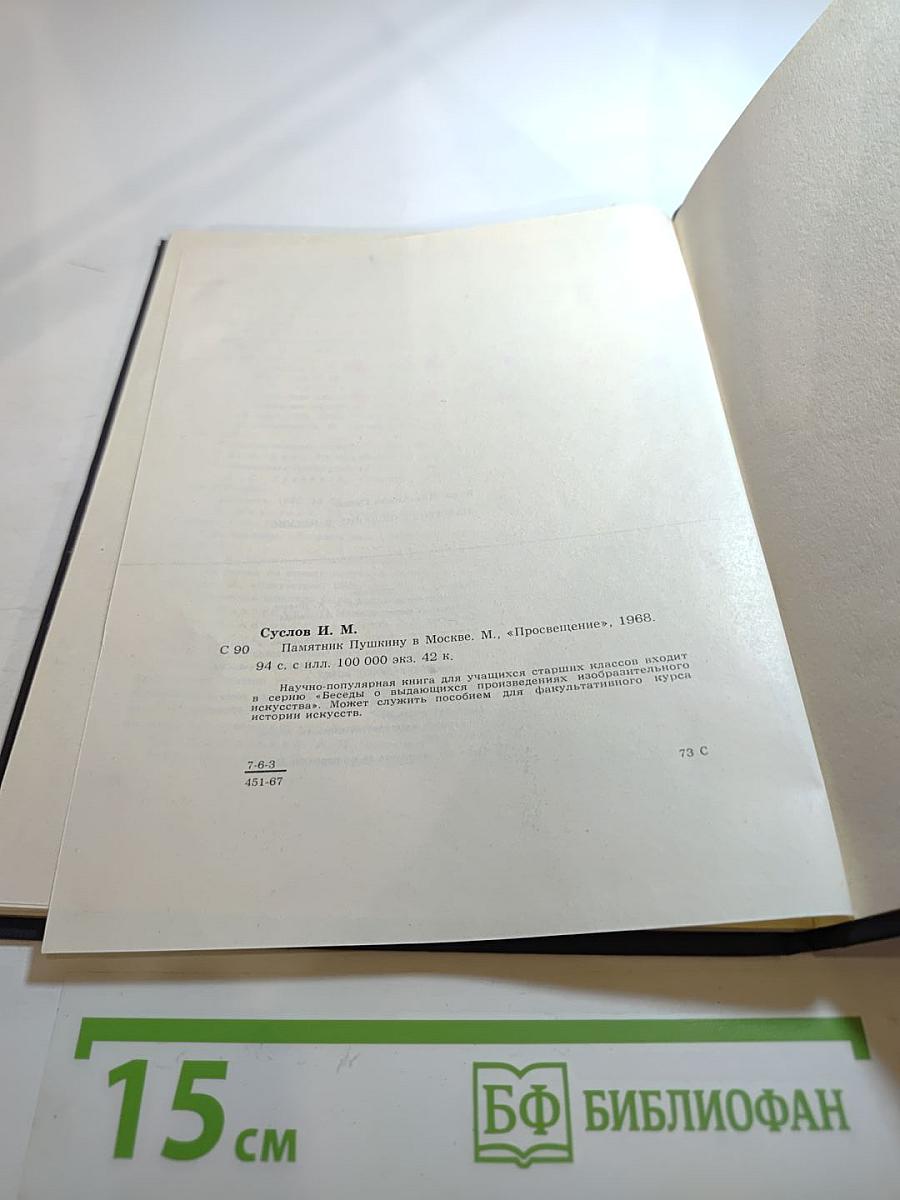 Суслов И. М.
С 90 Памятник Пушкину в Москве. М., «Просвещение», 1968.
94 с. с илл. 100 000 экз. 42 к.
Научно-популярная книга для учащихся старших классов входит
в серию «Беседы о выдающихся произведениях изобразительного
искусства». Может служить пособием для факультативного курса
истории искусств.
7-6-3
451-67
73 С
15 см
БФ БИБЛИОФАН